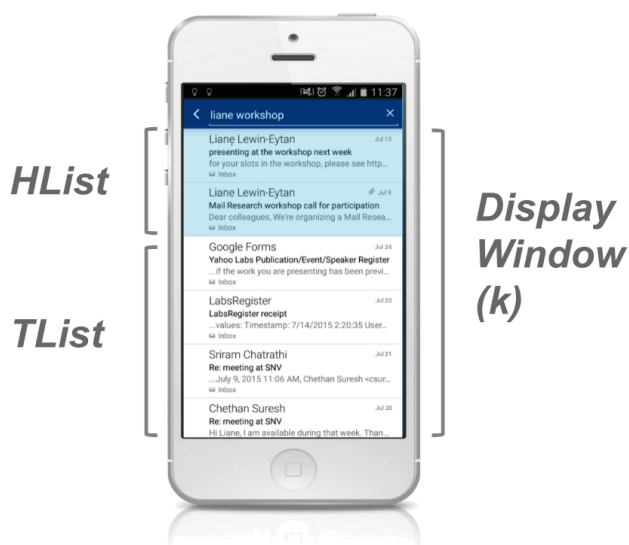 11:37
liane workshop
HList
Liane Lewin-Eytan Jul 15
presenting at the workshop next week
for your slots in the workshop, please see http...
Inbox
Liane Lewin-Eytan Jul 9
Mail Research workshop call for participation
Dear colleagues, We're organizing a Mail Resea...
Inbox
Display
Window
(k)
TList
Google Forms Jul 24
Yahoo Labs Publication/Event/Speaker Register
...if the work you are presenting has been previ...
Inbox
LabsRegister Jul 23
LabsRegister receipt
...values: Timestamp: 7/14/2015 2:20:35 User...
Inbox
Sriram Chatrathi Jul 21
Re: meeting at SNV
...July 9, 2015 11:06 AM, Chethan Suresh <csur...
Inbox
Chethan Suresh Jul 20
Re: meeting at SNV
Hi Liane, I am available during that week. Than...